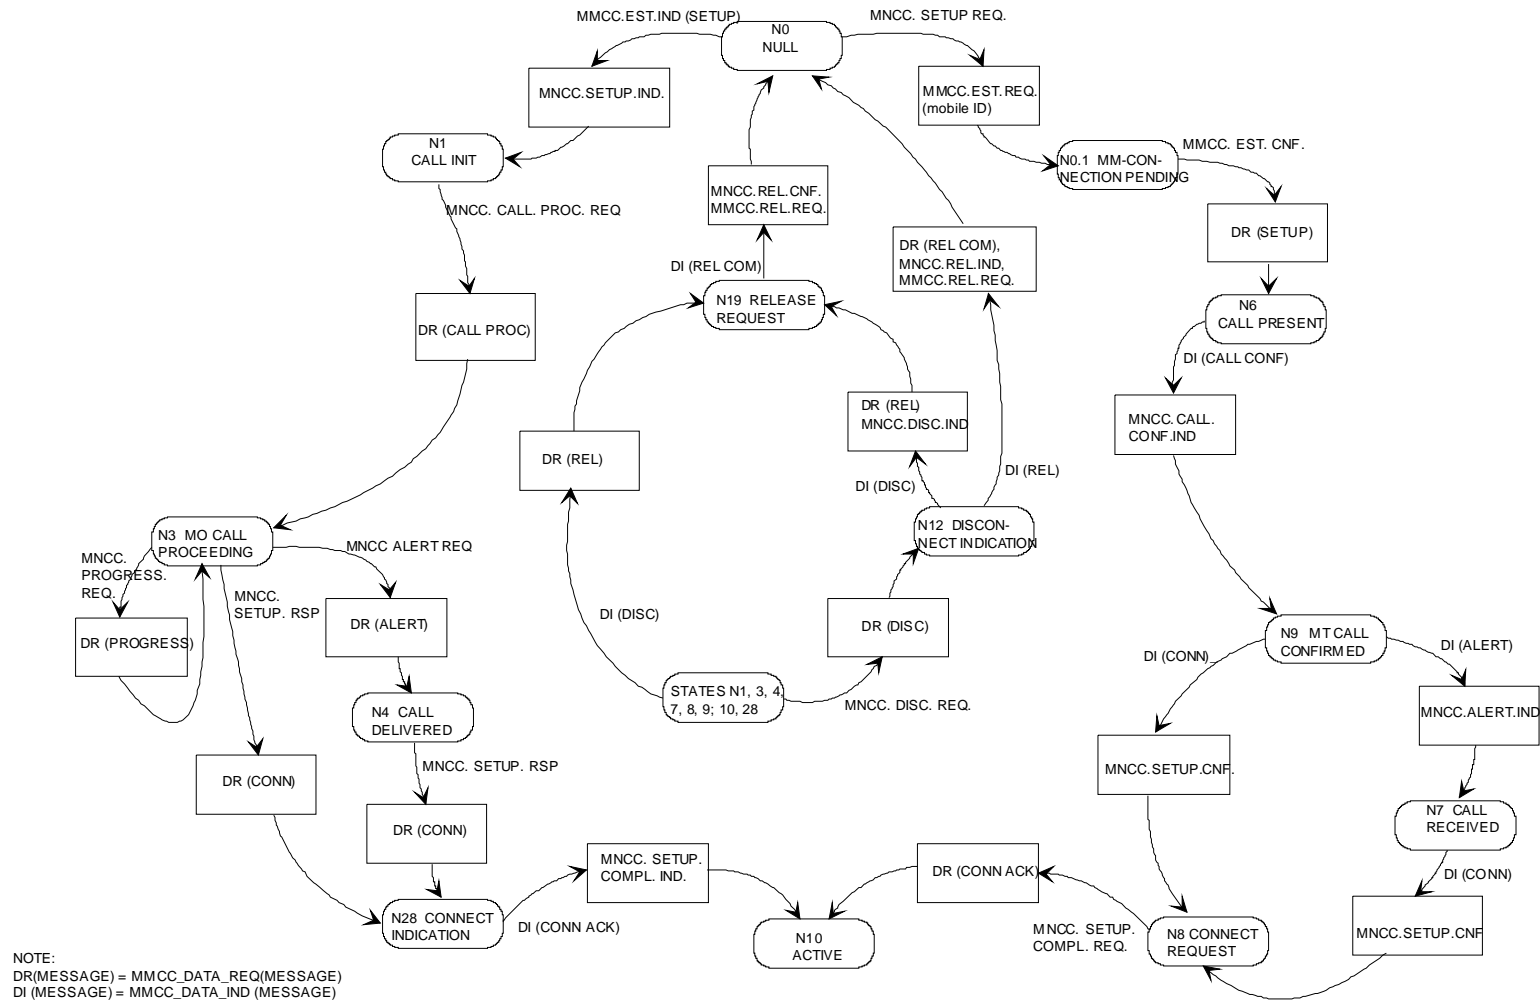 MMCC.EST.IND (SETUP)
N0
NULL
MNCC. SETUP REQ.
MNCC.SETUP.IND.
MMCC.EST.REQ.
(mobile ID)
N1
CALL INIT
N0.1 MM-CON-
NECTION PENDING
MMCC. EST. CNF.
MNCC. CALL. PROC. REQ
MNCC.REL.CNF.
MMCC.REL.REQ.
DR (SETUP)
DR (REL COM),
MNCC.REL.IND,
MMCC.REL.REQ.
DI (REL COM)
N19 RELEASE
REQUEST
N6
CALL PRESENT
DR (CALL PROC)
DI (CALL CONF)
DR (REL)
MNCC.DISC.IND
MNCC.CALL.
CONF.IND
DR (REL)
DI (DISC)
DI (REL)
N3 MO CALL
PROCEEDING
N12 DISCON-
NECT INDICATION
MNCC ALERT REQ
MNCC.
PROGRESS.
REQ.
MNCC.
SETUP. RSP
DI (DISC)
DR (PROGRESS)
DR (ALERT)
DR (DISC)
N9 MT CALL
CONFIRMED
DI (CONN)
DI (ALERT)
STATES N1, 3, 4,
7, 8, 9; 10, 28
MNCC. DISC. REQ.
N4 CALL
DELIVERED
MNCC.ALERT.IND
MNCC. SETUP. RSP
DR (CONN)
MNCC.SETUP.CNF.
N7 CALL
RECEIVED
DR (CONN)
MNCC. SETUP.
COMPL. IND.
DR (CONN ACK)
DI (CONN)
N28 CONNECT
INDICATION
DI (CONN ACK)
N10
ACTIVE
MNCC. SETUP.
COMPL. REQ.
N8 CONNECT
REQUEST
MNCC.SETUP.CNF
NOTE:
DR(MESSAGE) = MMCC_DATA_REQ(MESSAGE)
DI (MESSAGE) = MMCC_DATA_IND (MESSAGE)